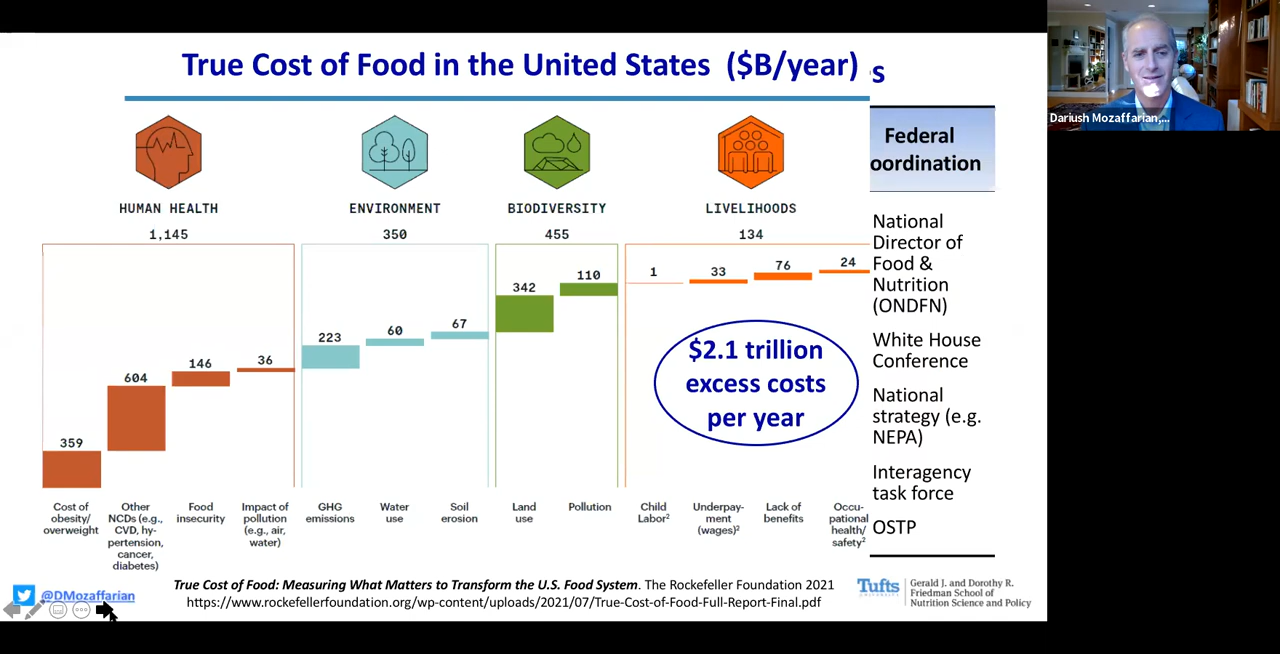 True Cost of Food in the United States ($B/year)
s
Dariush Mozaffarian,...
Federal
oordination
HUMAN HEALTH
ENVIRONMENT
BIODIVERSITY
LIVELIHOODS
1,145
350
455
134
359
604
146
36
223
60
67
342
110
1
33
76
24
$2.1 trillion
excess costs
per year
National
Director of
Food &
Nutrition
(ONDFN)
White House
Conference
National
strategy (e.g.
NEPA)
Interagency
task force
OSTP
Cost of
obesity/
overweight
Other
NCDs (e.g.,
CVD, hy-
pertension,
cancer,
diabetes)
Food
insecurity
Impact of
pollution
(e.g., air,
water)
GHG
emissions
Water
use
Soil
erosion
Land
use
Pollution
Child
Labor²
Underpay-
ment
(wages)²
Lack of
benefits
Occu-
pational
health/
safety²
True Cost of Food: Measuring What Matters to Transform the U.S. Food System. The Rockefeller Foundation 2021
https://www.rockefellerfoundation.org/wp-content/uploads/2021/07/True-Cost-of-Food-Full-Report-Final.pdf
@DMozaffarian
Tufts
UNIVERSITY
Gerald J. and Dorothy R.
Friedman School of
Nutrition Science and Policy